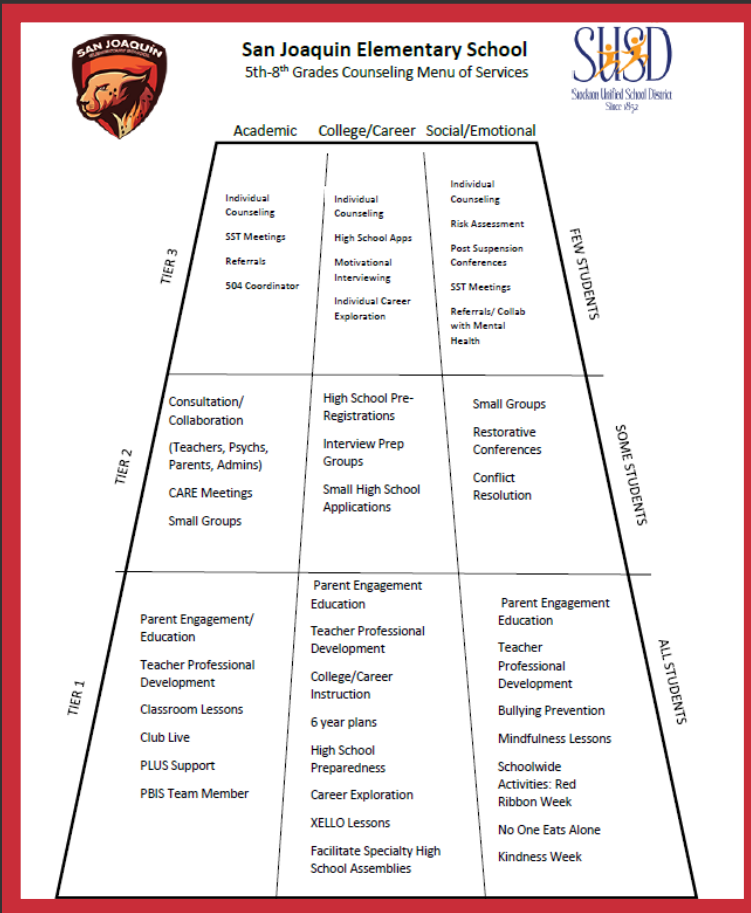 SAN JOAQUIN
ELEMENTARY SCHOOL
San Joaquin Elementary School
5th-8th Grades Counseling Menu of Services
SUSD
Stockton Unified School District
Since 1852
Academic College/Career Social/Emotional
TIER 3
Individual
Counseling
SST Meetings
Referrals
504 Coordinator
Individual
Counseling
High School Apps
Motivational
Interviewing
Individual Career
Exploration
Individual
Counseling
Risk Assessment
Post Suspension
Conferences
SST Meetings
Referrals/ Collab
with Mental
Health
FEW STUDENTS
TIER 2
Consultation/
Collaboration
(Teachers, Psychs,
Parents, Admins)
CARE Meetings
Small Groups
High School Pre-
Registrations
Interview Prep
Groups
Small High School
Applications
Small Groups
Restorative
Conferences
Conflict
Resolution
SOME STUDENTS
TIER 1
Parent Engagement/
Education
Teacher Professional
Development
Classroom Lessons
Club Live
PLUS Support
PBIS Team Member
Parent Engagement
Education
Teacher Professional
Development
College/Career
Instruction
6 year plans
High School
Preparedness
Career Exploration
XELLO Lessons
Facilitate Specialty High
School Assemblies
Parent Engagement
Education
Teacher
Professional
Development
Bullying Prevention
Mindfulness Lessons
Schoolwide
Activities: Red
Ribbon Week
No One Eats Alone
Kindness Week
ALL STUDENTS